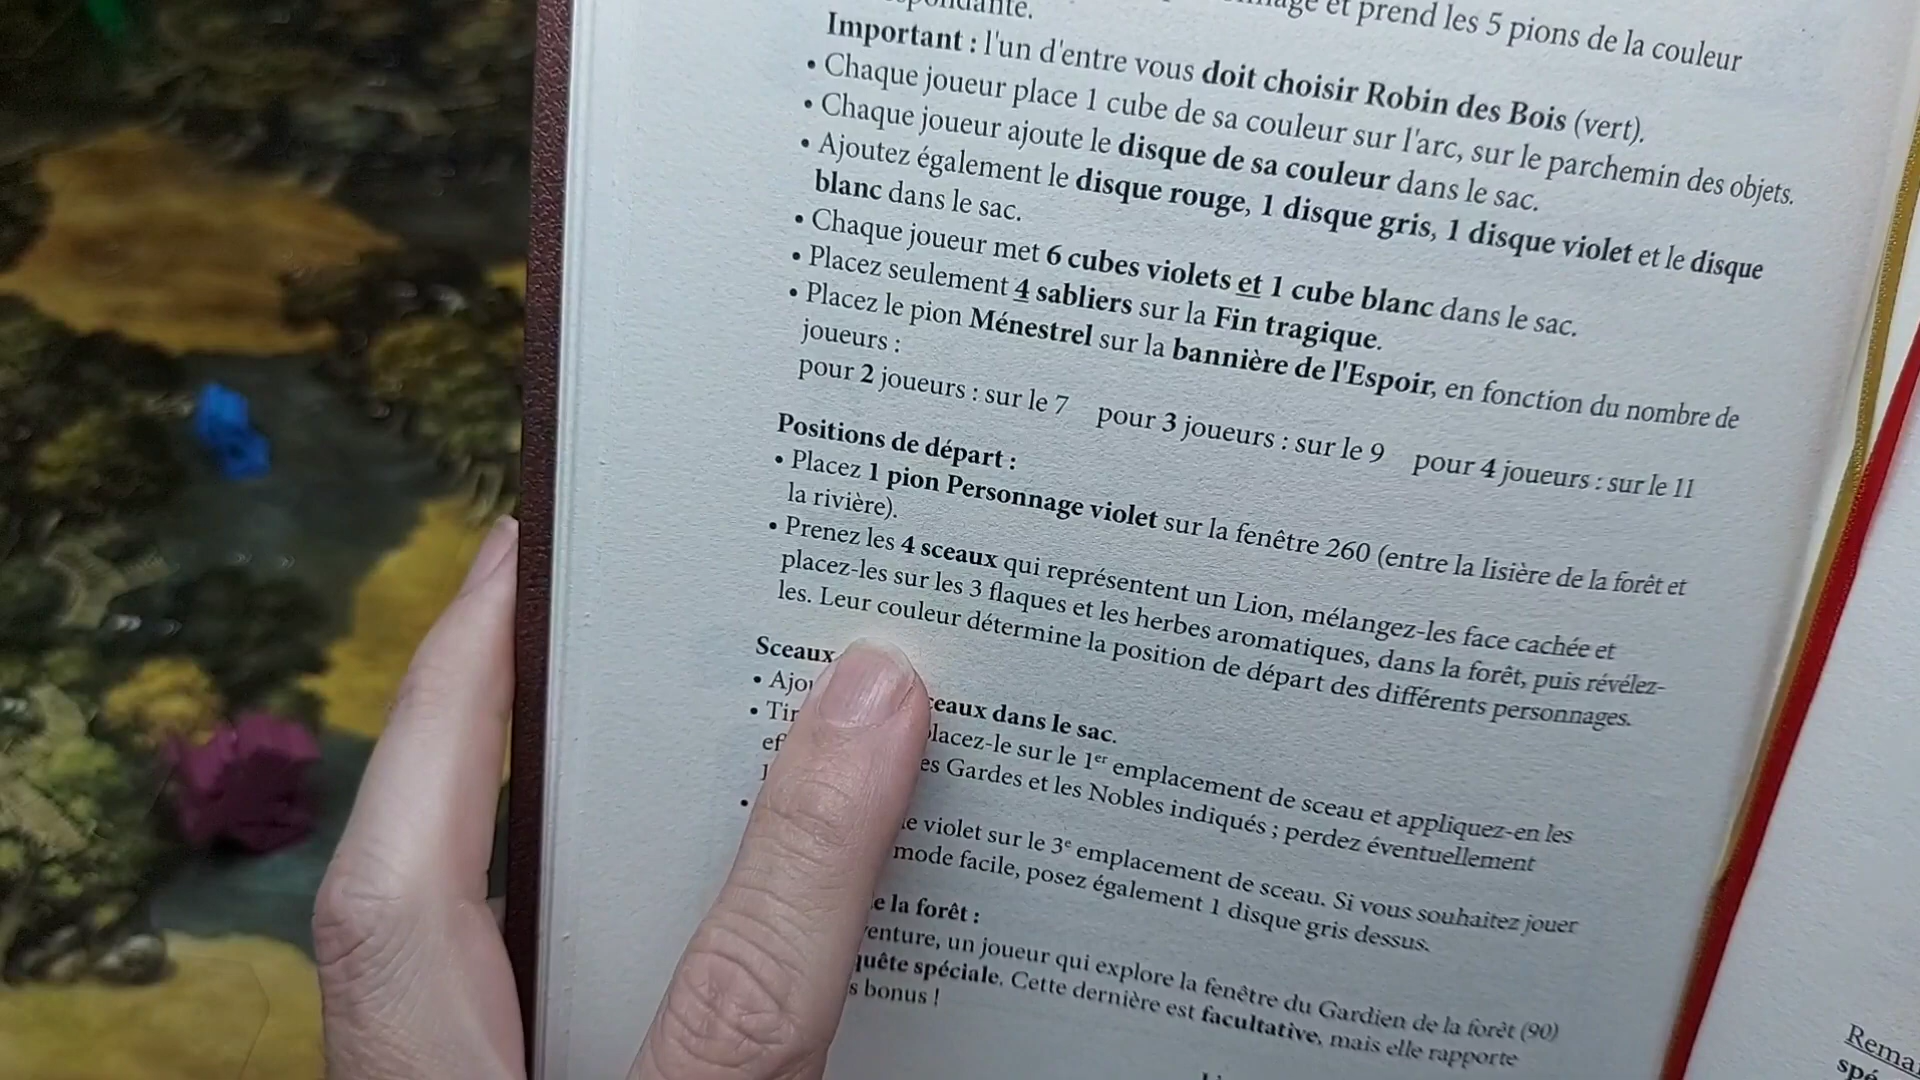 et prend les 5 pions de la couleur
Important : l'un d'entre vous doit choisir Robin des Bois (vert).
• Chaque joueur place 1 cube de sa couleur sur l'arc, sur le parchemin des objets.
• Chaque joueur ajoute le disque de sa couleur dans le sac.
• Ajoutez également le disque rouge, 1 disque gris, 1 disque violet et le disque
blanc dans le sac.
• Chaque joueur met 6 cubes violets et 1 cube blanc dans le sac.
• Placez seulement 4 sabliers sur la Fin tragique.
• Placez le pion Ménestrel sur la bannière de l'Espoir, en fonction du nombre de
joueurs :
pour 2 joueurs : sur le 7 pour 3 joueurs : sur le 9 pour 4 joueurs : sur le 11
Positions de départ :
• Placez 1 pion Personnage violet sur la fenêtre 260 (entre la lisière de la forêt et
la rivière).
• Prenez les 4 sceaux qui représentent un Lion, mélangez-les face cachée et
placez-les sur les 3 flaques et les herbes aromatiques, dans la forêt, puis révélez-
les. Leur couleur détermine la position de départ des différents personnages.
Sceaux
• sceaux dans le sac.
• placez-le sur le 1er emplacement de sceau et appliquez-en les
Gardes et les Nobles indiqués ; perdez éventuellement
• violet sur le 3e emplacement de sceau. Si vous souhaitez jouer
mode facile, posez également 1 disque gris dessus.
la forêt :
un joueur qui explore la fenêtre du Gardien de la forêt (90)
spéciale. Cette dernière est facultative, mais elle rapporte
bonus !